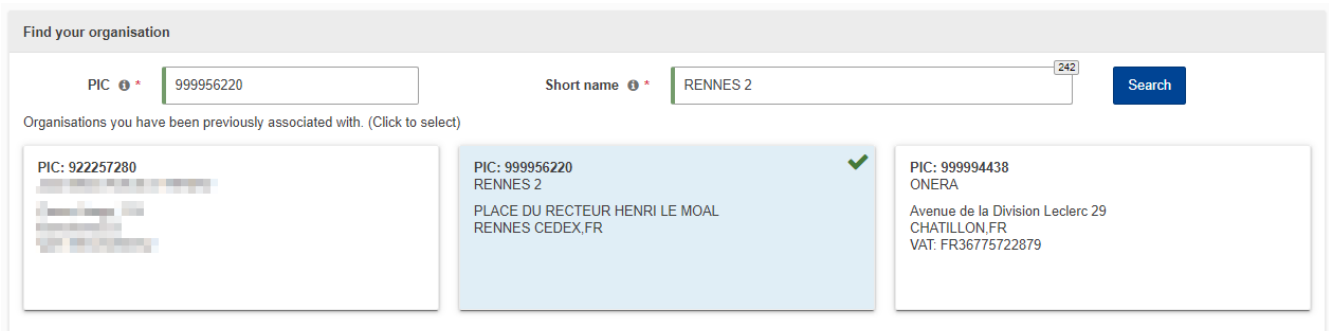 Find your organisation
PIC * 999956220 Short name * RENNES 2 242 Search
Organisations you have been previously associated with. (Click to select)
PIC: 922257280
PIC: 999956220
RENNES 2
PLACE DU RECTEUR HENRI LE MOAL
RENNES CEDEX,FR
PIC: 999994438
ONERA
Avenue de la Division Leclerc 29
CHATILLON,FR
VAT: FR36775722879